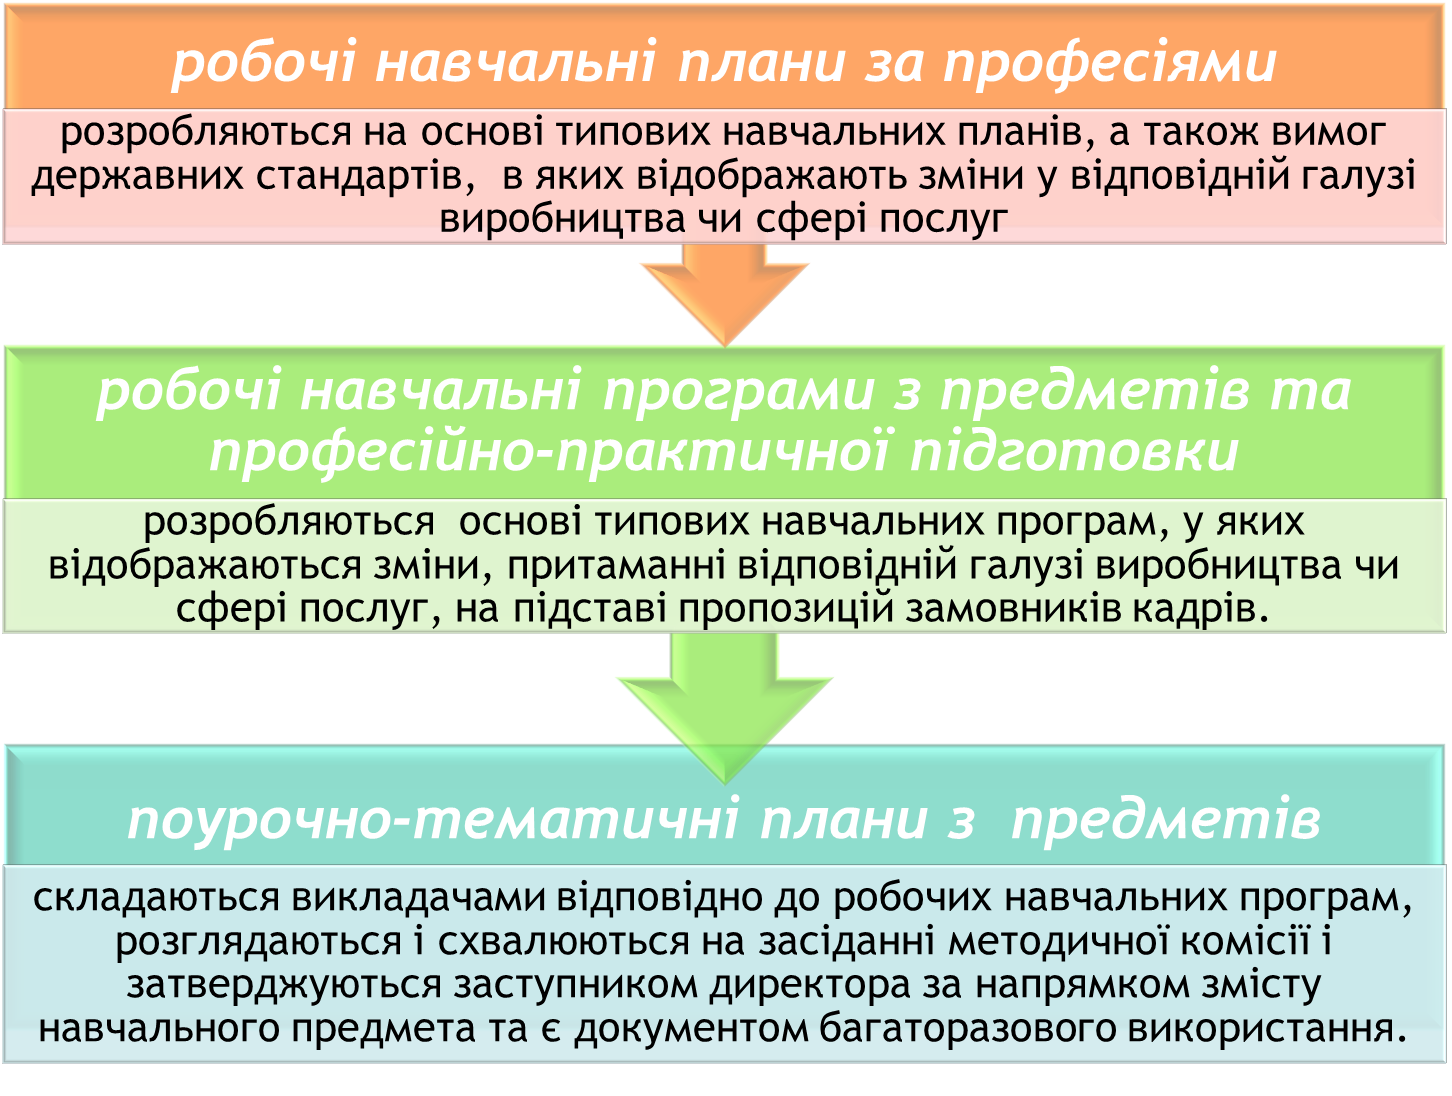 робочі навчальні плани за професіями
розробляються на основі типових навчальних планів, а також вимог
державних стандартів,  в яких відображають зміни у відповідній галузі
виробництва чи сфері послуг
робочі навчальні програми з предметів та
професійно-практичної підготовки
розробляються  основі типових навчальних програм, у яких
відображаються зміни, притаманні відповідній галузі виробництва чи
сфері послуг, на підставі пропозицій замовників кадрів.
поурочно-тематичні плани з  предметів
складаються викладачами відповідно до робочих навчальних програм,
розглядаються і схвалюються на засіданні методичної комісії і
затверджуються заступником директора за напрямком змісту
навчального предмета та є документом багаторазового використання.